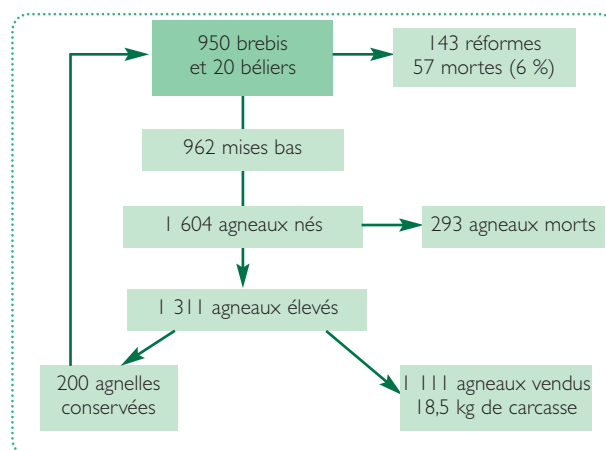 950 brebis
et 20 béliers
143 réformes
57 mortes (6 %)
962 mises bas
1 604 agneaux nés
293 agneaux morts
1 311 agneaux élevés
200 agnelles
conservées
1 111 agneaux vendus
18,5 kg de carcasse